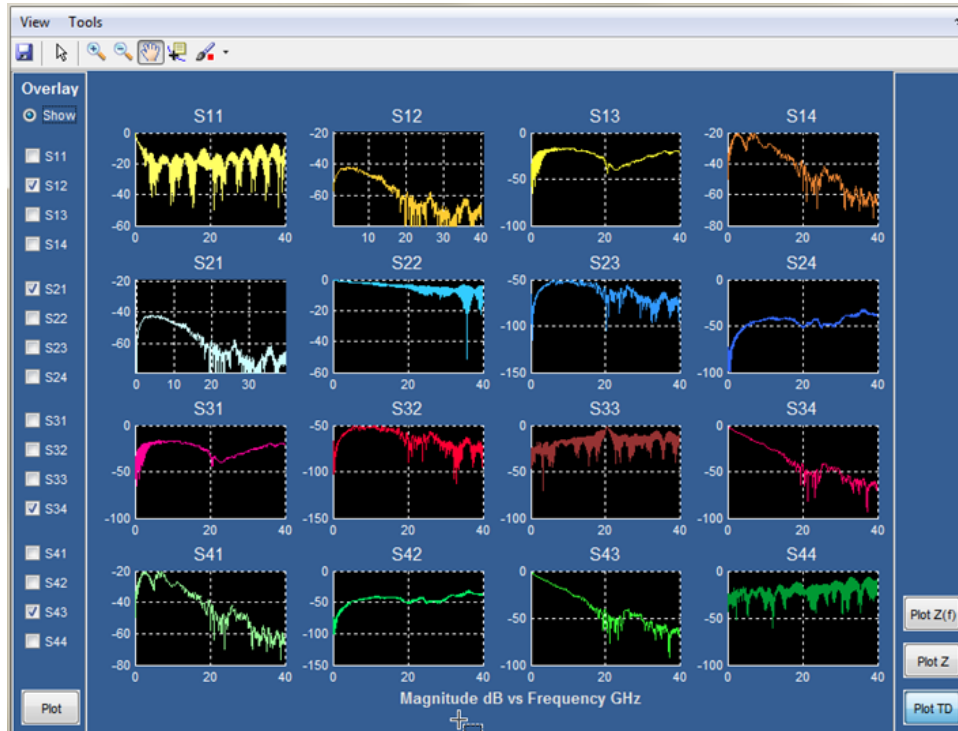 View Tools
Overlay
Show
S11
S12
S13
S14
S21
S22
S23
S24
S31
S32
S33
S34
S41
S42
S43
S44
Plot
S11 S12 S13 S14
0 -20 0 -20
-20 -40 -50 -40
-40 -60 -60
-60 -100 -80
0 20 40 10 20 30 40 0 20 40 0 20 40
S21 S22 S23 S24
-20 0 -50 0
-40 -20 -100 -50
-60 -40
-60 -150 -100
0 10 20 30 0 20 40 0 20 40 0 20 40
S31 S32 S33 S34
0 -50 0 0
-50 -100 -50 -50
-100 -150 -100 -100
0 20 40 0 20 40 0 20 40 0 20 40
S41 S42 S43 S44
-20 0 0 0
-40 -50 -50 -50
-60 -100
-80 -150 -100 -100
0 20 40 0 20 40 0 20 40 0 20 40
Magnitude dB vs Frequency GHz
Plot Z(f)
Plot Z
Plot TD